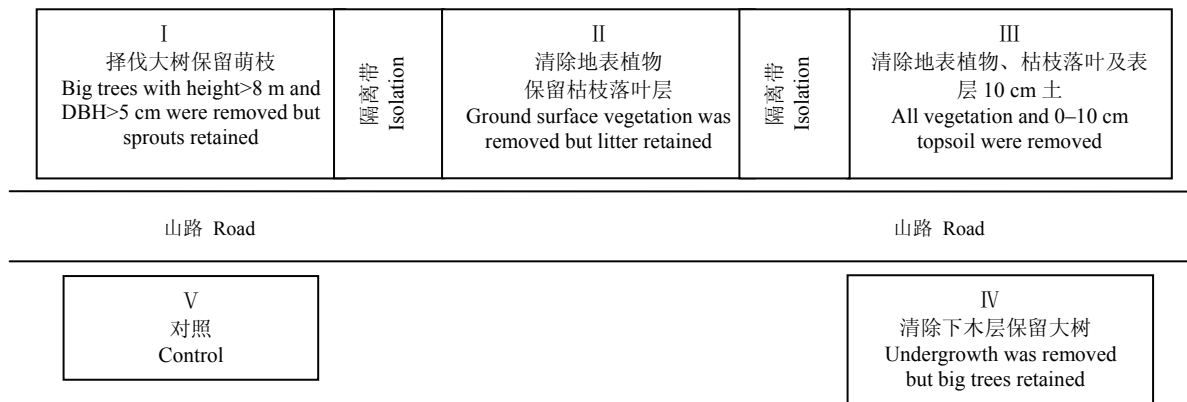 Ⅰ
择伐大树保留萌枝
Big trees with height>8 m and
DBH>5 cm were removed but
sprouts retained
隔离带
Isolation
Ⅱ
清除地表植物
保留枯枝落叶层
Ground surface vegetation was
removed but litter retained
隔离带
Isolation
Ⅲ
清除地表植物、枯枝落叶及表
层 10 cm 土
All vegetation and 0–10 cm
topsoil were removed
山路 Road
山路 Road
Ⅴ
对照
Control
Ⅳ
清除下木层保留大树
Undergrowth was removed
but big trees retained